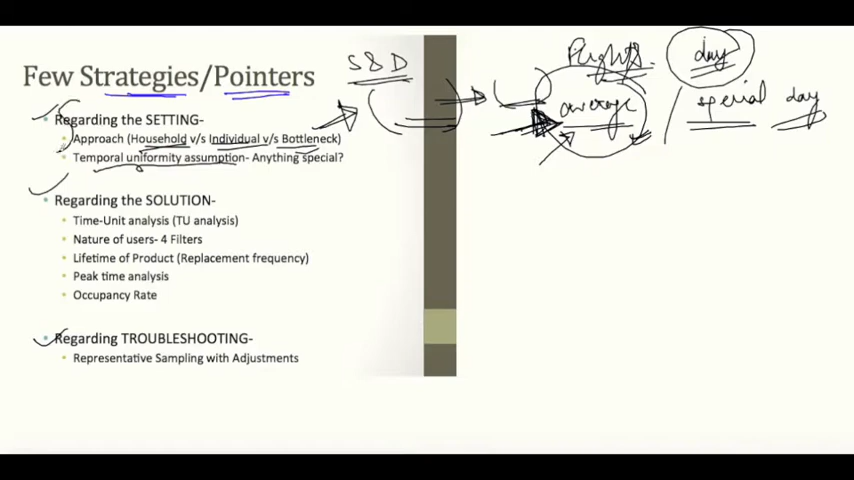 Few Strategies/Pointers
Regarding the SETTING-
Approach (Household v/s Individual v/s Bottleneck)
Temporal uniformity assumption- Anything special?
Regarding the SOLUTION-
Time-Unit analysis (TU analysis)
Nature of users- 4 Filters
Lifetime of Product (Replacement frequency)
Peak time analysis
Occupancy Rate
Regarding TROUBLESHOOTING-
Representative Sampling with Adjustments
S&D
Flights day
average / special day